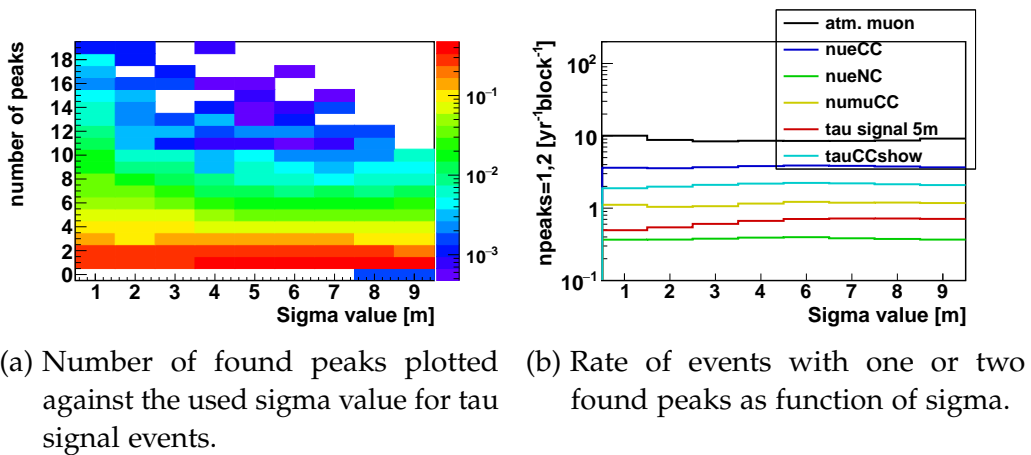 number of peaks
18
16
14
12
10
8
6
4
2
0
1 2 3 4 5 6 7 8 9
Sigma value [m]
10⁻¹
10⁻²
10⁻³
npeaks=1,2 [yr⁻¹block⁻¹]
10²
10
1
10⁻¹
1 2 3 4 5 6 7 8 9
Sigma value [m]
atm. muon
nueCC
nueNC
numuCC
tau signal 5m
tauCCshow
(a) Number of found peaks plotted
against the used sigma value for tau
signal events.
(b) Rate of events with one or two
found peaks as function of sigma.